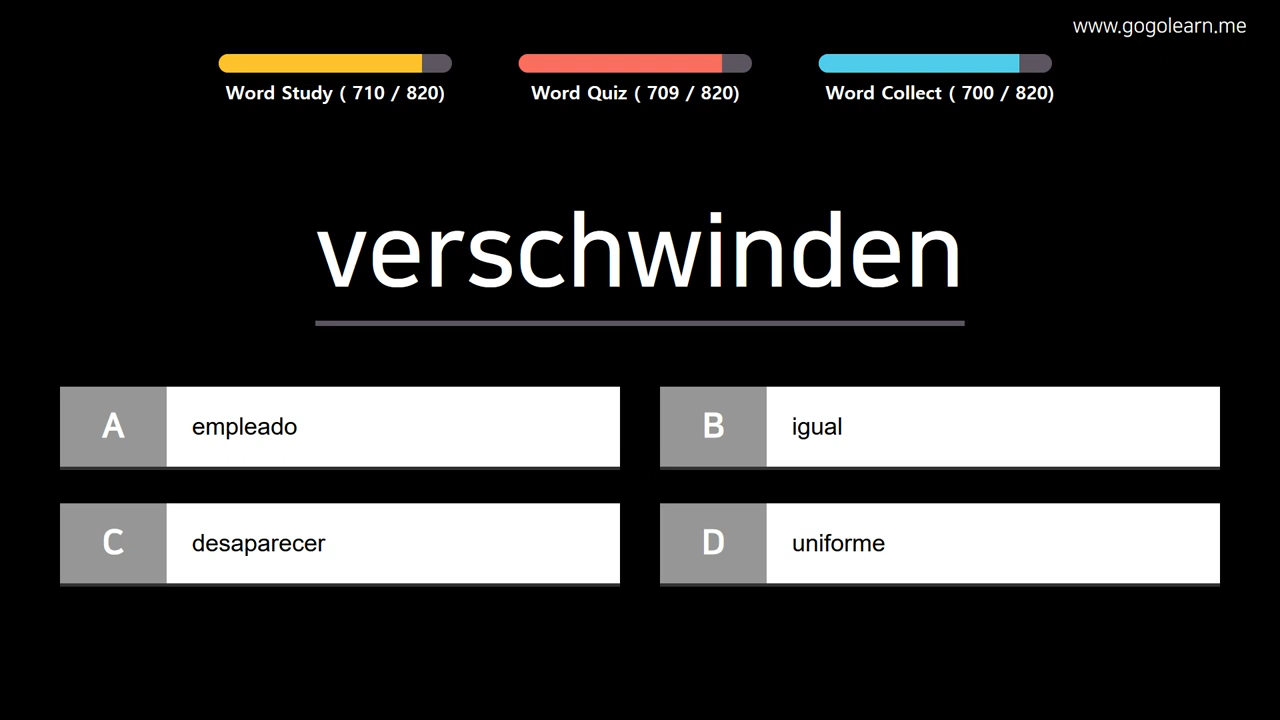 www.gogolearn.me
Word Study ( 710 / 820)
Word Quiz ( 709 / 820)
Word Collect ( 700 / 820)
verschwinden
A empleado
B igual
C desaparecer
D uniforme